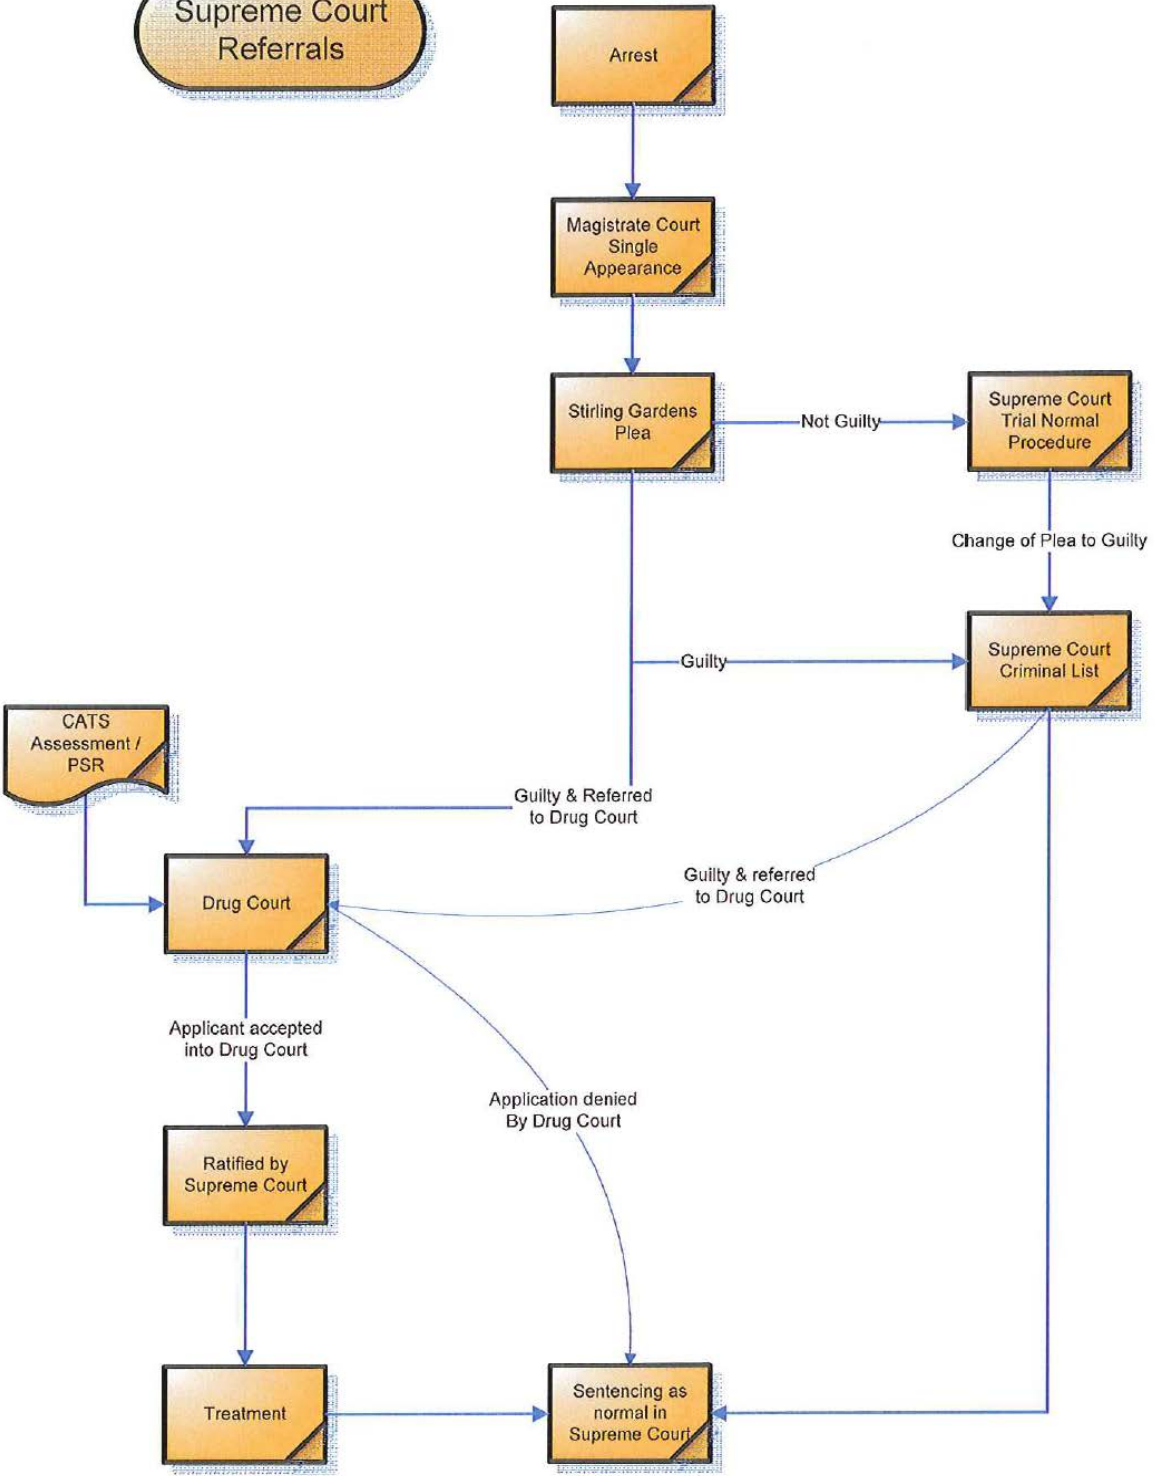 Supreme Court
Referrals
Arrest
Magistrate Court
Single
Appearance
Stirling Gardens
Plea
Not Guilty
Supreme Court
Trial Normal
Procedure
Change of Plea to Guilty
Guilty
Supreme Court
Criminal List
CATS
Assessment /
PSR
Guilty & Referred
to Drug Court
Guilty & referred
to Drug Court
Drug Court
Applicant accepted
into Drug Court
Application denied
By Drug Court
Ratified by
Supreme Court
Treatment
Sentencing as
normal in
Supreme Court